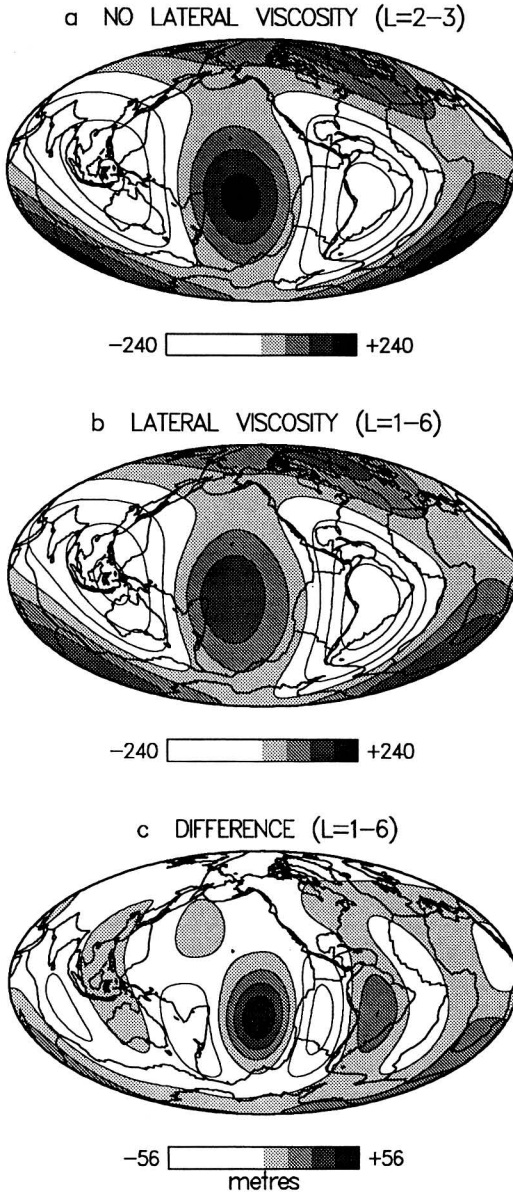 a NO LATERAL VISCOSITY (L=2-3)
-240 +240
b LATERAL VISCOSITY (L=1-6)
-240 +240
c DIFFERENCE (L=1-6)
-56 +56
metres